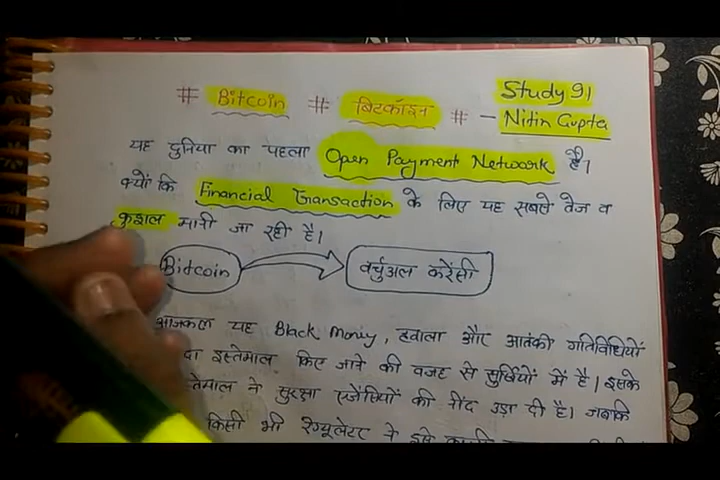 # Bitcoin # बिटकॉइन # Study 91
- Nitin Gupta
यह दुनिया का पहला Open Payment Network है।
क्यों कि Financial Transaction के लिए यह सबसे तेज व
कुशल मानी जा रही है।
Bitcoin वर्चुअल करेंसी
आजकल यह Black Money, हवाला और आतंकी गतिविधियों
इस्तेमाल किए जाने की वजह से सुर्खियों में है। इसके
ने सुरक्षा एजेंसियों की नींद उड़ा दी है। जबकि
किसी भी रेग्यूलेटर ने इसे